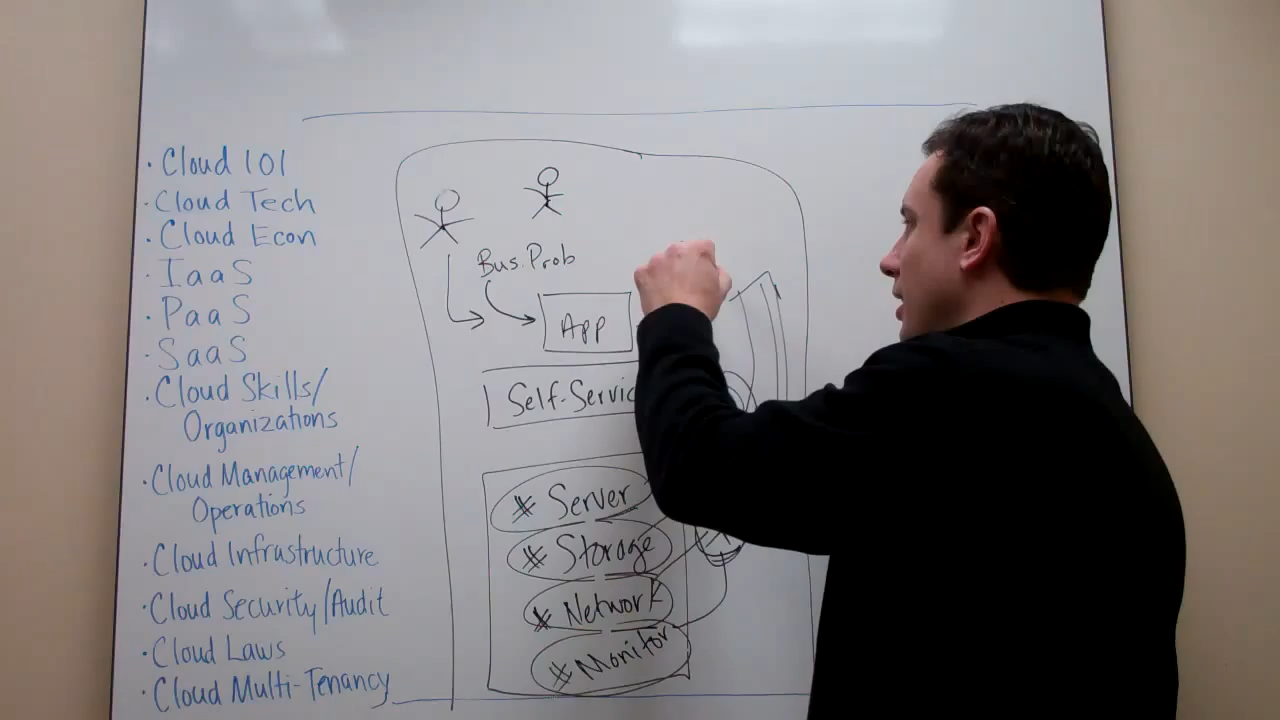 · Cloud 101
· Cloud Tech
· Cloud Econ
· IaaS
· PaaS
· SaaS
· Cloud Skills/
Organizations
· Cloud Management/
Operations
· Cloud Infrastructure
· Cloud Security/Audit
· Cloud Laws
· Cloud Multi-Tenancy
Bus. Prob
App
Self-Servic
* Server
* Storage
* Network
* Monitor